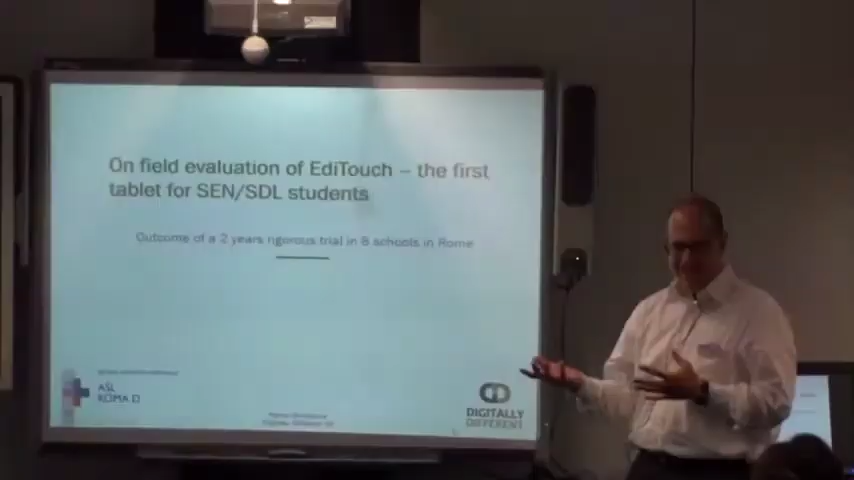 On field evaluation of EdiTouch – the first
tablet for SEN/SDL students
Outcome of a 2 years rigorous trial in 8 schools in Rome
ASL
ROMA D
DIGITALLY
DIFFERENT